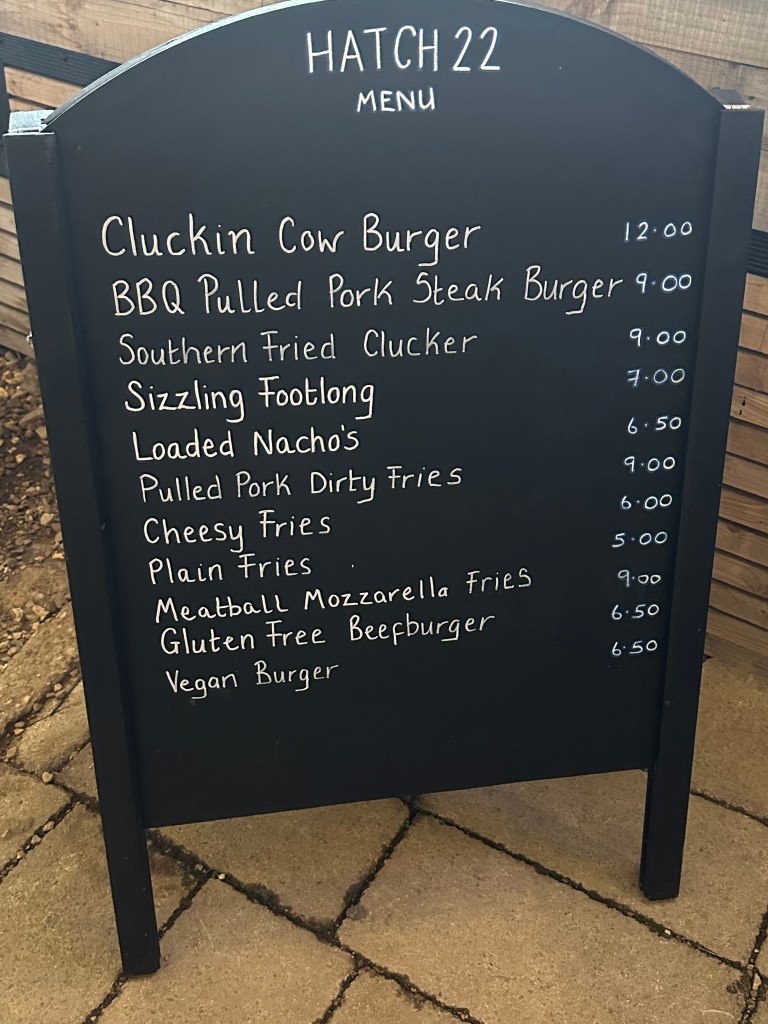 HATCH 22
MENU
Cluckin Cow Burger 12.00
BBQ Pulled Pork Steak Burger 9.00
Southern Fried Clucker 9.00
Sizzling Footlong 7.00
Loaded Nacho's 6.50
Pulled Pork Dirty Fries 9.00
Cheesy Fries 6.00
Plain Fries 5.00
Meatball Mozzarella Fries 9.00
Gluten Free Beefburger 6.50
Vegan Burger 6.50